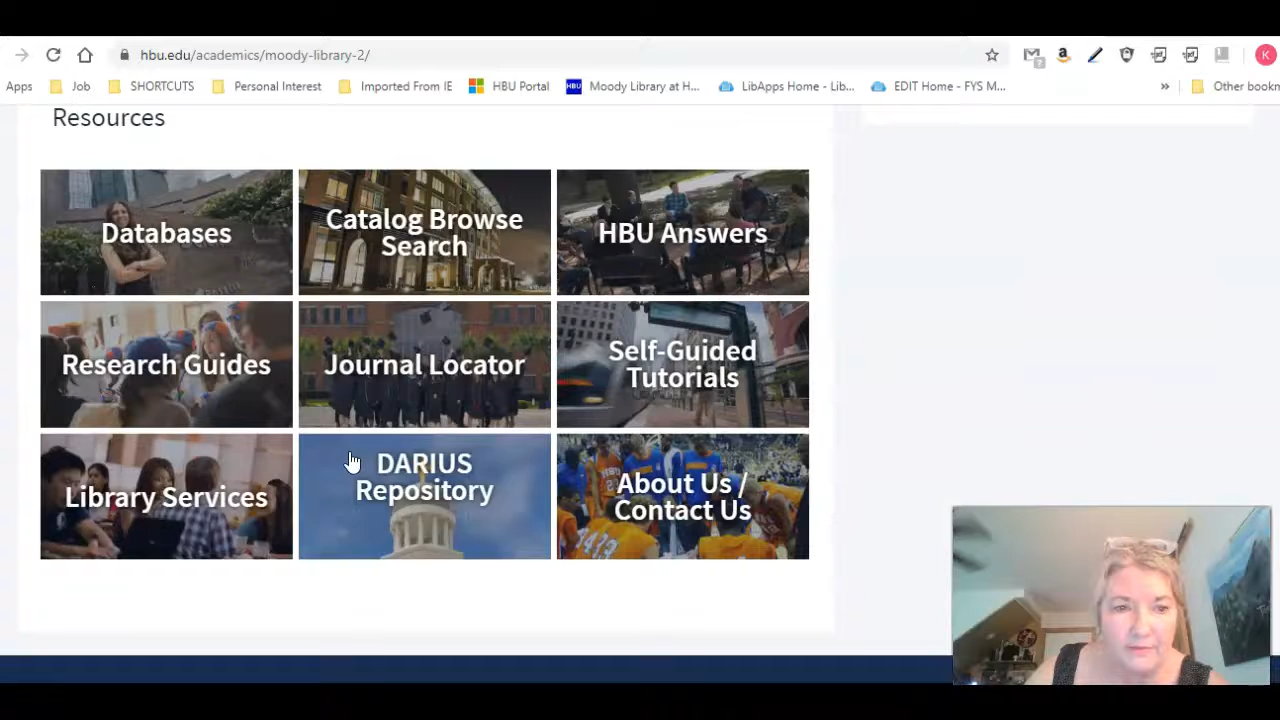 hbu.edu/academics/moody-library-2/
K
Apps Job SHORTCUTS Personal Interest Imported From IE HBU Portal HBU Moody Library at H... LibApps Home - Lib... EDIT Home - FYS M... » Other bookm
Resources
Databases
Catalog Browse
Search
HBU Answers
Research Guides
Journal Locator
Self-Guided
Tutorials
Library Services
DARIUS
Repository
About Us /
Contact Us